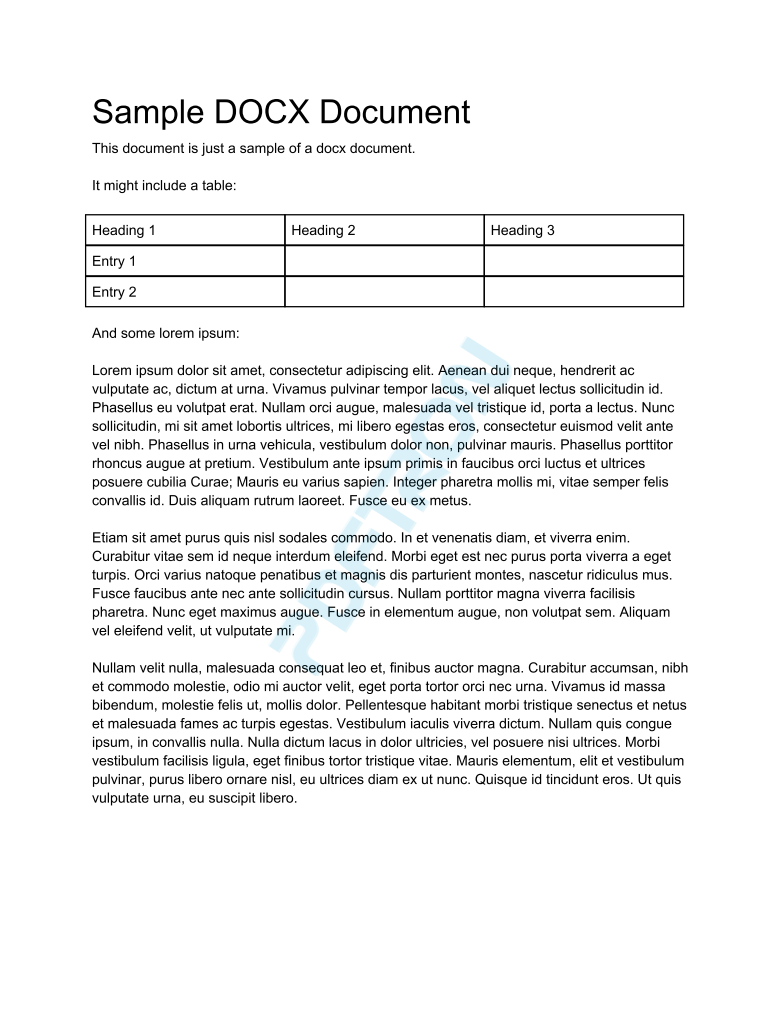 Sample DOCX Document
This document is just a sample of a docx document.
It might include a table:
Heading 1 Heading 2 Heading 3
Entry 1
Entry 2
And some lorem ipsum:
Lorem ipsum dolor sit amet, consectetur adipiscing elit. Aenean dui neque, hendrerit ac
vulputate ac, dictum at urna. Vivamus pulvinar tempor lacus, vel aliquet lectus sollicitudin id.
Phasellus eu volutpat erat. Nullam orci augue, malesuada vel tristique id, porta a lectus. Nunc
sollicitudin, mi sit amet lobortis ultrices, mi libero egestas eros, consectetur euismod velit ante
vel nibh. Phasellus in urna vehicula, vestibulum dolor non, pulvinar mauris. Phasellus porttitor
rhoncus augue at pretium. Vestibulum ante ipsum primis in faucibus orci luctus et ultrices
posuere cubilia Curae; Mauris eu varius sapien. Integer pharetra mollis mi, vitae semper felis
convallis id. Duis aliquam rutrum laoreet. Fusce eu ex metus.
Etiam sit amet purus quis nisl sodales commodo. In et venenatis diam, et viverra enim.
Curabitur vitae sem id neque interdum eleifend. Morbi eget est nec purus porta viverra a eget
turpis. Orci varius natoque penatibus et magnis dis parturient montes, nascetur ridiculus mus.
Fusce faucibus ante nec ante sollicitudin cursus. Nullam porttitor magna viverra facilisis
pharetra. Nunc eget maximus augue. Fusce in elementum augue, non volutpat sem. Aliquam
vel eleifend velit, ut vulputate mi.
Nullam velit nulla, malesuada consequat leo et, finibus auctor magna. Curabitur accumsan, nibh
et commodo molestie, odio mi auctor velit, eget porta tortor orci nec urna. Vivamus id massa
bibendum, molestie felis ut, mollis dolor. Pellentesque habitant morbi tristique senectus et netus
et malesuada fames ac turpis egestas. Vestibulum iaculis viverra dictum. Nullam quis congue
ipsum, in convallis nulla. Nulla dictum lacus in dolor ultricies, vel posuere nisi ultrices. Morbi
vestibulum facilisis ligula, eget finibus tortor tristique vitae. Mauris elementum, elit et vestibulum
pulvinar, purus libero ornare nisl, eu ultrices diam ex ut nunc. Quisque id tincidunt eros. Ut quis
vulputate urna, eu suscipit libero.
PDFTRON